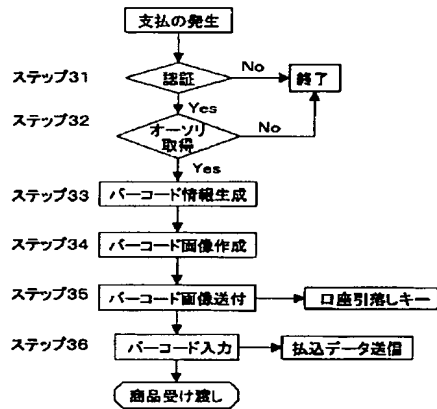 支払の発生
ステップ31
認証
No
終了
Yes
ステップ32
オーソリ
取得
No
Yes
ステップ33
バーコード情報生成
ステップ34
バーコード画像作成
ステップ35
バーコード画像送付
口座引落しキー
ステップ36
バーコード入力
払込データ送信
商品受け渡し